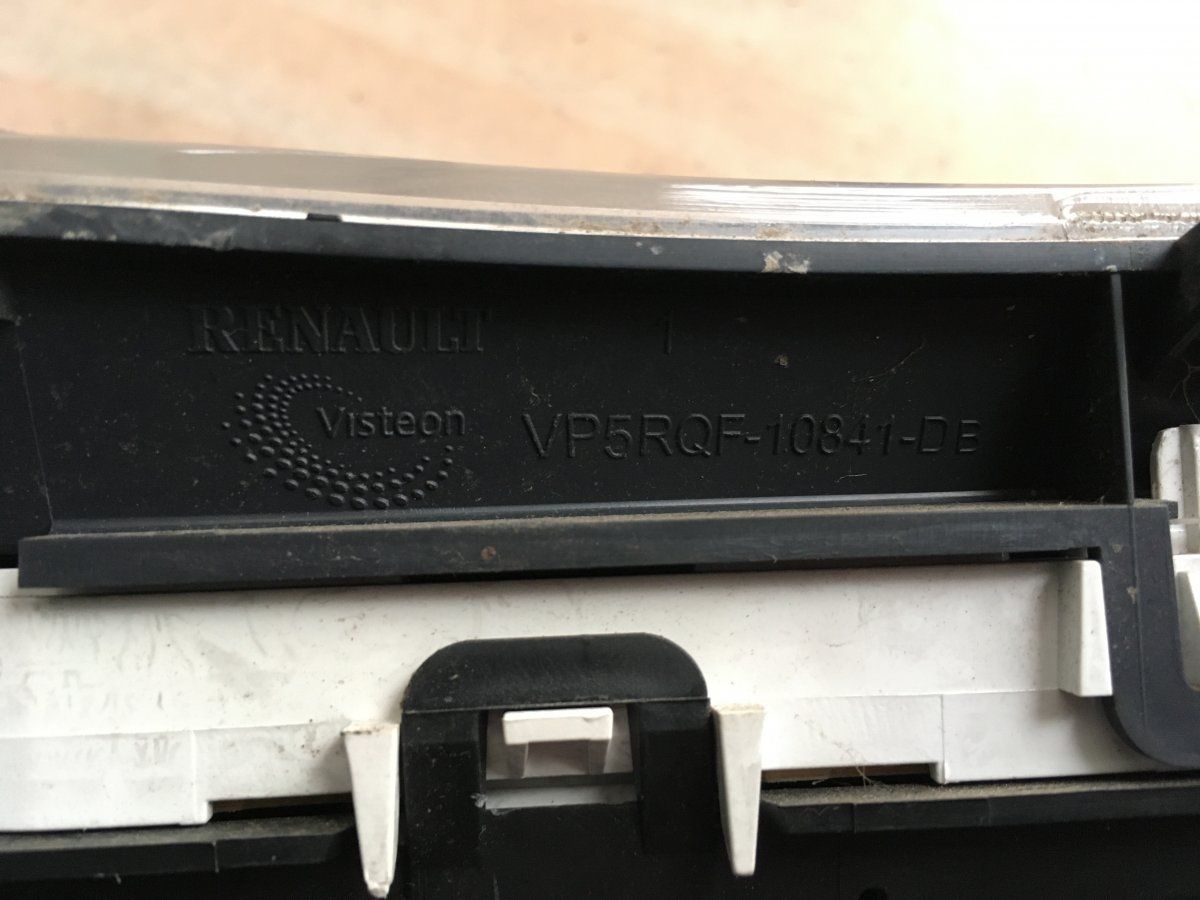 RENAULT 1
Visteon VP5RQF-10841-DB